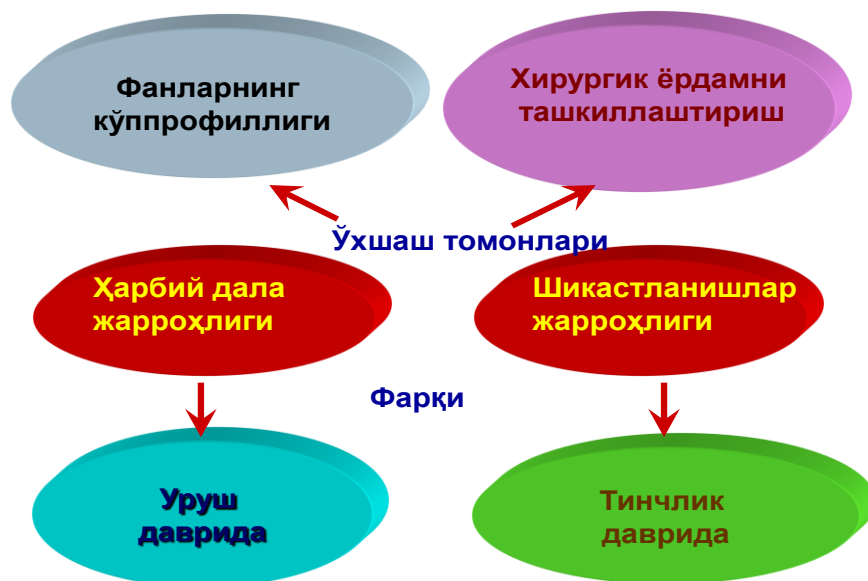 Фанларнинг
кўппрофиллиги
Хирургик ёрдамни
ташкиллаштириш
Ўхшаш томонлари
Ҳарбий дала
жарроҳлиги
Шикастланишлар
жарроҳлиги
Фарқи
Уруш
даврида
Тинчлик
даврида